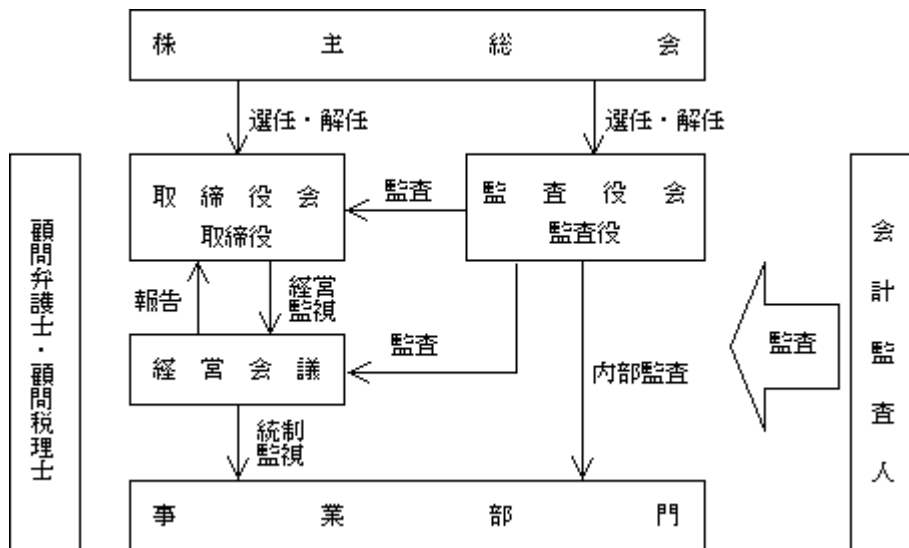 株主総会
選任・解任
選任・解任
取締役会
取締役
監査
監査役会
監査役
顧問弁護士・顧問税理士
会計監査人
報告
経営
監視
監査
監査
経営会議
内部監査
統制
監視
事業部門